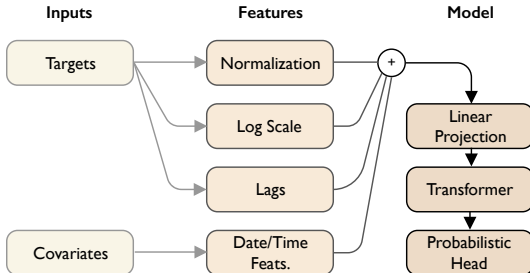 Inputs
Features
Model
Targets
Normalization
+
Log Scale
Linear
Projection
Lags
Transformer
Covariates
Date/Time
Feats.
Probabilistic
Head